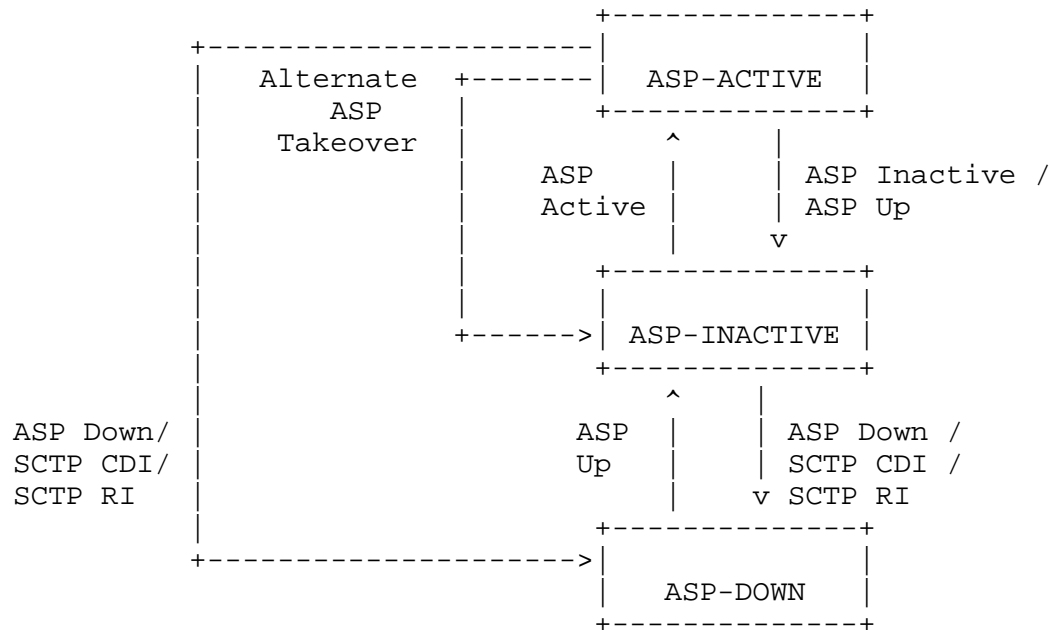 Alternate ASP-ACTIVE
ASP
Takeover
ASP ASP Inactive /
Active ASP Up
ASP-INACTIVE
ASP Down/ ASP ASP Down /
SCTP CDI/ Up SCTP CDI /
SCTP RI SCTP RI
ASP-DOWN